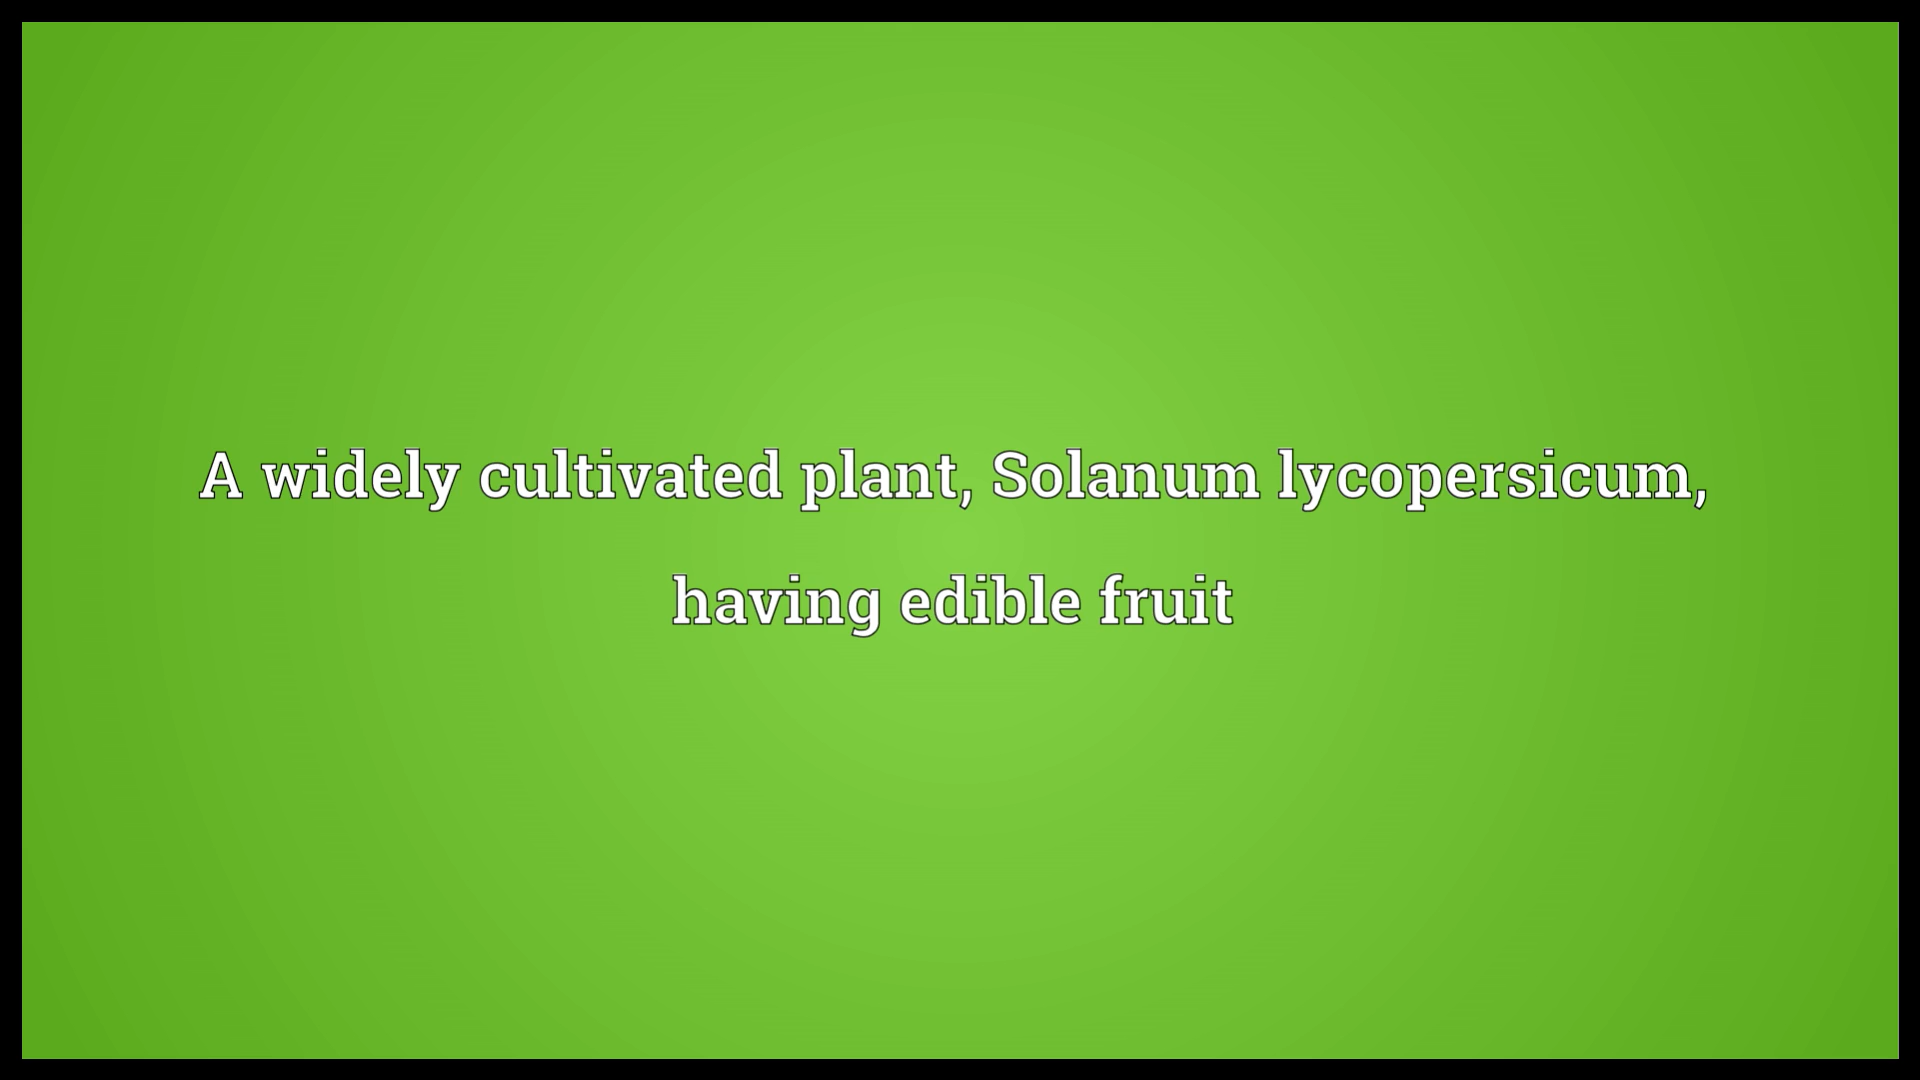 A widely cultivated plant, Solanum lycopersicum,
having edible fruit